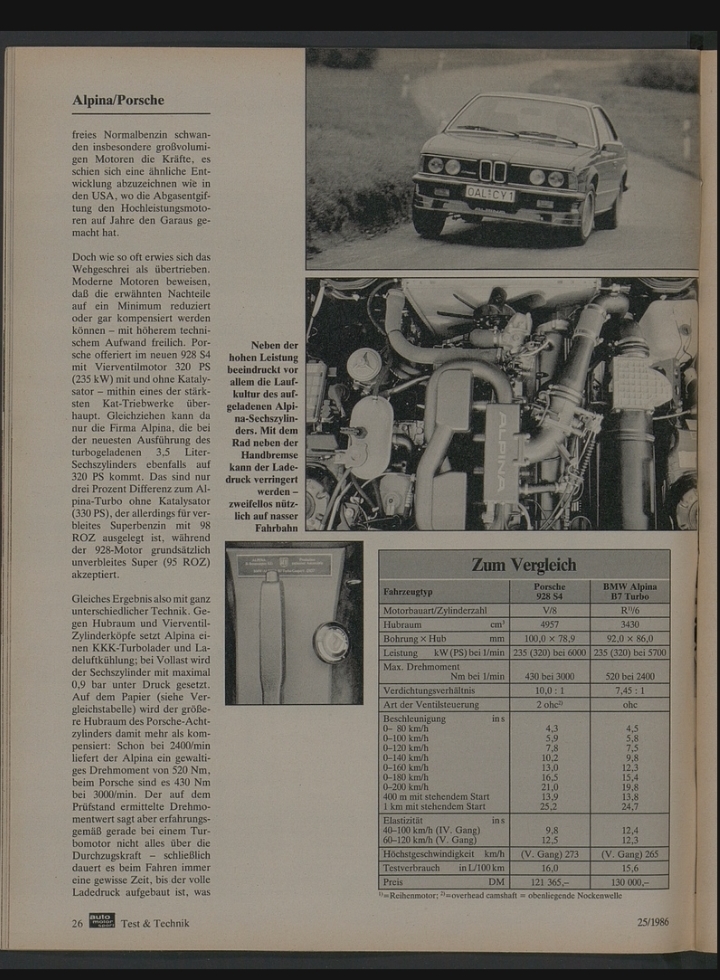 Alpina/Porsche
freies Normalbenzin schwan-
den insbesondere großvolumi-
gen Motoren die Kräfte, es
schien sich eine ähnliche Ent-
wicklung abzuzeichnen wie in
den USA, wo die Abgasentgif-
tung den Hochleistungsmoto-
ren auf Jahre den Garaus ge-
macht hat.
Doch wie so oft erwies sich das
Wehgeschrei als übertrieben.
Moderne Motoren beweisen,
daß die erwähnten Nachteile
auf ein Minimum reduziert
oder gar kompensiert werden
können – mit höherem techni-
schem Aufwand freilich. Por-
sche offeriert im neuen 928 S4
mit Vierventilmotor 320 PS
(235 kW) mit und ohne Kataly-
sator – mithin eines der stärk-
sten Kat-Triebwerke über-
haupt. Gleichziehen kann da
nur die Firma Alpina, die bei
der neuesten Ausführung des
turbogeladenen 3,5 Liter-
Sechszylinders ebenfalls auf
320 PS kommt. Das sind nur
drei Prozent Differenz zum Al-
pina-Turbo ohne Katalysator
(330 PS), der allerdings für ver-
bleites Superbenzin mit 98
ROZ ausgelegt ist, während
der 928-Motor grundsätzlich
unverbleites Super (95 ROZ)
akzeptiert.
Gleiches Ergebnis also mit ganz
unterschiedlicher Technik. Ge-
gen Hubraum und Vierventil-
Zylinderköpfe setzt Alpina ei-
nen KKK-Turbolader und La-
deluftkühlung; bei Vollast wird
der Sechszylinder mit maximal
0,9 bar unter Druck gesetzt.
Auf dem Papier (siehe Ver-
gleichstabelle) wird der größe-
re Hubraum des Porsche-Acht-
zylinders damit mehr als kom-
pensiert: Schon bei 2400/min
liefert der Alpina ein gewalti-
ges Drehmoment von 520 Nm,
beim Porsche sind es 430 Nm
bei 3000/min. Der auf dem
Prüfstand ermittelte Drehmo-
mentwert sagt aber erfahrungs-
gemäß gerade bei einem Tur-
bomotor nicht alles über die
Durchzugskraft – schließlich
dauert es beim Fahren immer
eine gewisse Zeit, bis der volle
Ladedruck aufgebaut ist, was
OAL CY 1
Neben der
hohen Leistung
beeindruckt vor
allem die Lauf-
kultur des auf-
geladenen Alpi-
na-Sechszylin-
ders. Mit dem
Rad neben der
Handbremse
kann der Lade-
druck verringert
werden –
zweifellos nütz-
lich auf nasser
Fahrbahn
ALPINA
Zum Vergleich
Fahrzeugtyp Porsche 928 S4 BMW Alpina B7 Turbo
Motorbauart/Zylinderzahl V/8 R¹⁾/6
Hubraum cm³ 4957 3430
Bohrung × Hub mm 100,0 × 78,9 92,0 × 86,0
Leistung kW (PS) bei 1/min 235 (320) bei 6000 235 (320) bei 5700
Max. Drehmoment
Nm bei 1/min 430 bei 3000 520 bei 2400
Verdichtungsverhältnis 10,0 : 1 7,45 : 1
Art der Ventilsteuerung 2 ohc²⁾ ohc
Beschleunigung in s
0– 80 km/h 4,3 4,5
0–100 km/h 5,9 5,8
0–120 km/h 7,8 7,5
0–140 km/h 10,2 9,8
0–160 km/h 13,0 12,3
0–180 km/h 16,5 15,4
0–200 km/h 21,0 19,8
400 m mit stehendem Start 13,9 13,8
1 km mit stehendem Start 25,2 24,7
Elastizität in s
40–100 km/h (IV. Gang) 9,8 12,4
60–120 km/h (V. Gang) 12,5 12,3
Höchstgeschwindigkeit km/h (V. Gang) 273 (V. Gang) 265
Testverbrauch in L/100 km 16,0 15,6
Preis DM 121 365,– 130 000,–
¹⁾=Reihenmotor; ²⁾=overhead camshaft = obenliegende Nockenwelle
26 auto motor sport Test & Technik
25/1986